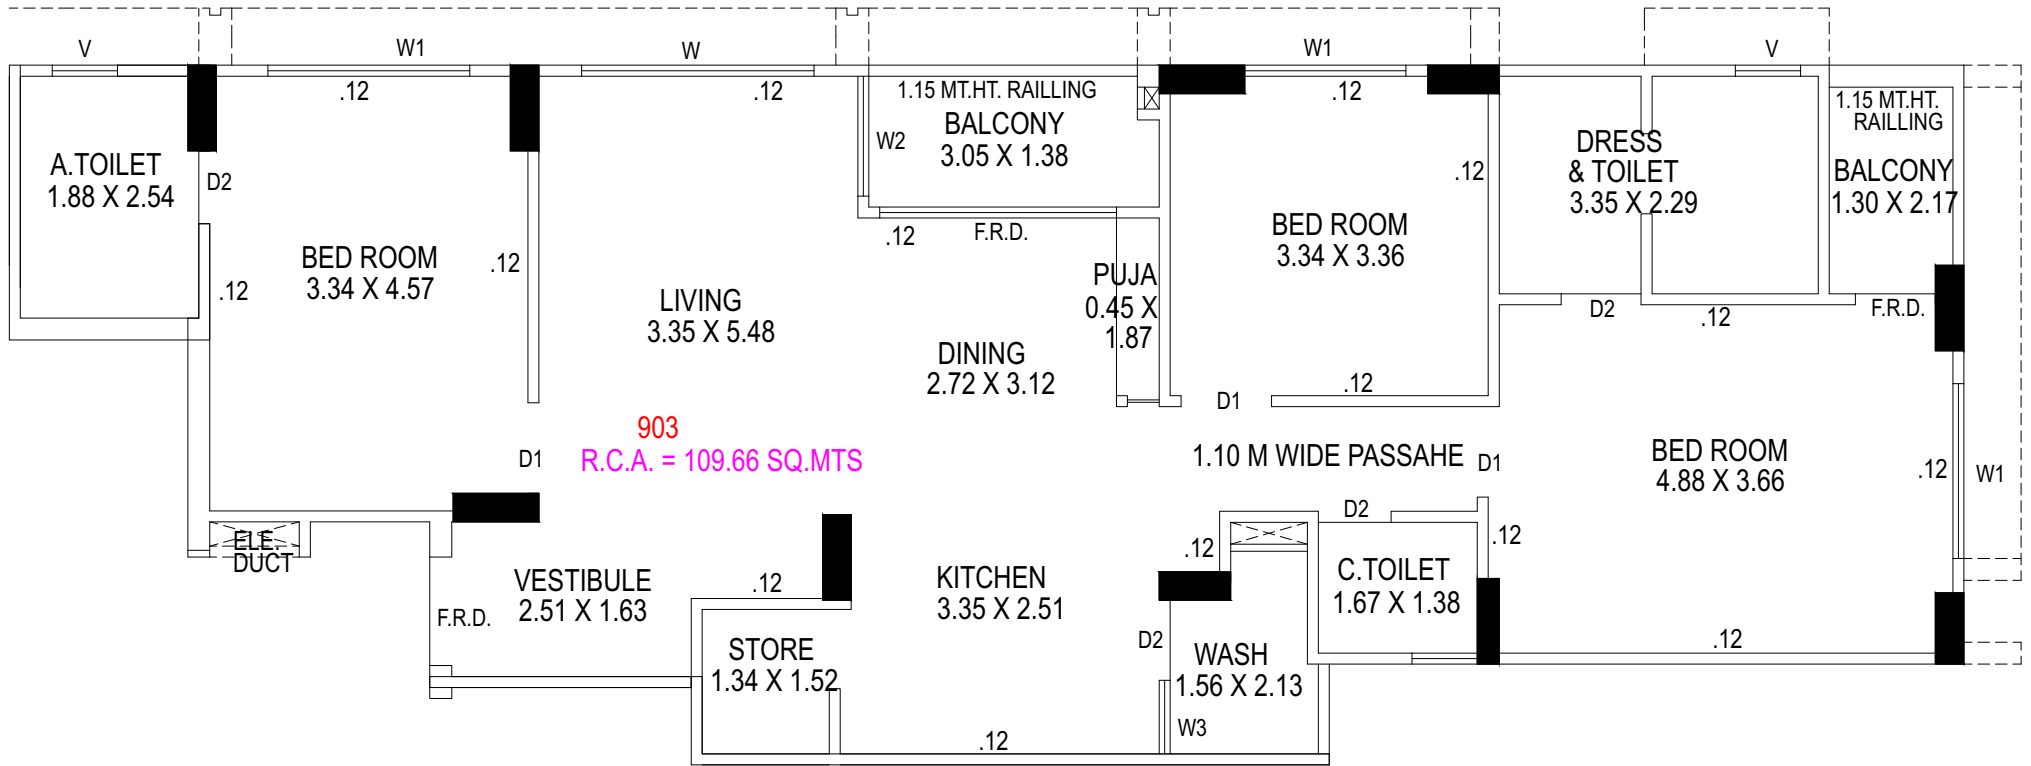 V
W1
W
W1
V
.12
.12
1.15 MT.HT. RAILLING
BALCONY
3.05 X 1.38
W2
.12
1.15 MT.HT.
RAILLING
BALCONY
1.30 X 2.17
A.TOILET
1.88 X 2.54
D2
DRESS
& TOILET
3.35 X 2.29
.12
BED ROOM
3.34 X 4.57
.12
.12
.12
F.R.D.
BED ROOM
3.34 X 3.36
PUJA
0.45 X
1.87
LIVING
3.35 X 5.48
D2
.12
F.R.D.
DINING
2.72 X 3.12
.12
D1
903
R.C.A. = 109.66 SQ.MTS
D1
1.10 M WIDE PASSAHE
D1
BED ROOM
4.88 X 3.66
.12
W1
D2
ELE.
DUCT
.12
.12
VESTIBULE
2.51 X 1.63
.12
KITCHEN
3.35 X 2.51
C.TOILET
1.67 X 1.38
F.R.D.
D2
STORE
1.34 X 1.52
WASH
1.56 X 2.13
.12
W3
.12